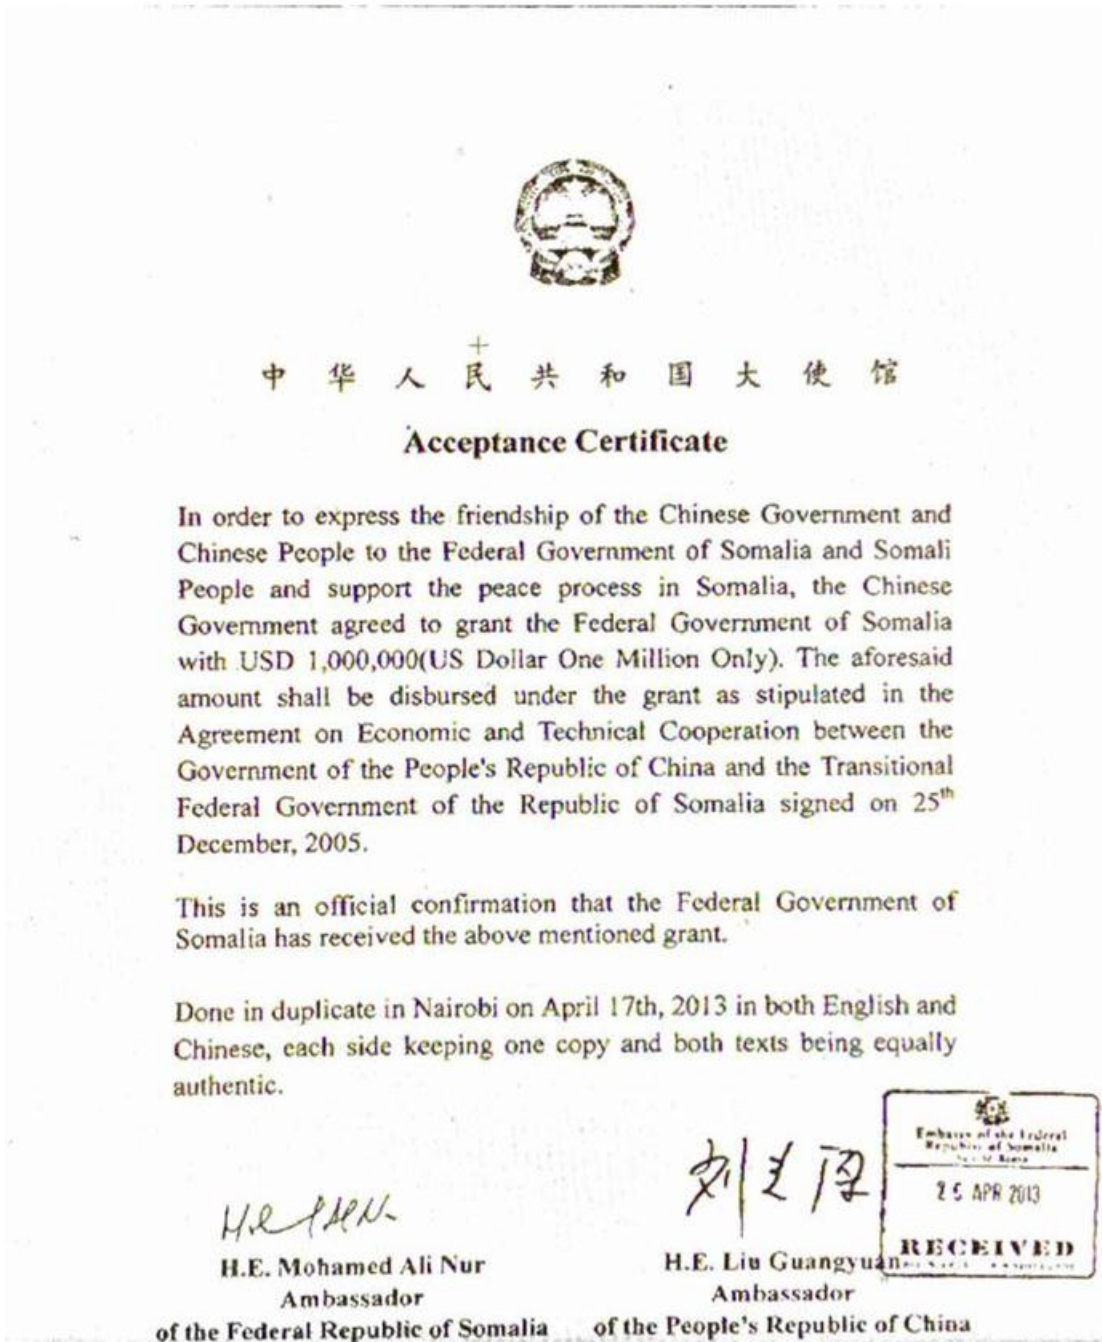 中华人民共和国大使馆
Acceptance Certificate
In order to express the friendship of the Chinese Government and
Chinese People to the Federal Government of Somalia and Somali
People and support the peace process in Somalia, the Chinese
Government agreed to grant the Federal Government of Somalia
with USD 1,000,000(US Dollar One Million Only). The aforesaid
amount shall be disbursed under the grant as stipulated in the
Agreement on Economic and Technical Cooperation between the
Government of the People's Republic of China and the Transitional
Federal Government of the Republic of Somalia signed on 25th
December, 2005.
This is an official confirmation that the Federal Government of
Somalia has received the above mentioned grant.
Done in duplicate in Nairobi on April 17th, 2013 in both English and
Chinese, each side keeping one copy and both texts being equally
authentic.
Embassy of the Federal
Republic of Somalia
25 APR 2013
RECEIVED
H.E. Mohamed Ali Nur
Ambassador
of the Federal Republic of Somalia
刘光源
H.E. Liu Guangyuan
Ambassador
of the People's Republic of China